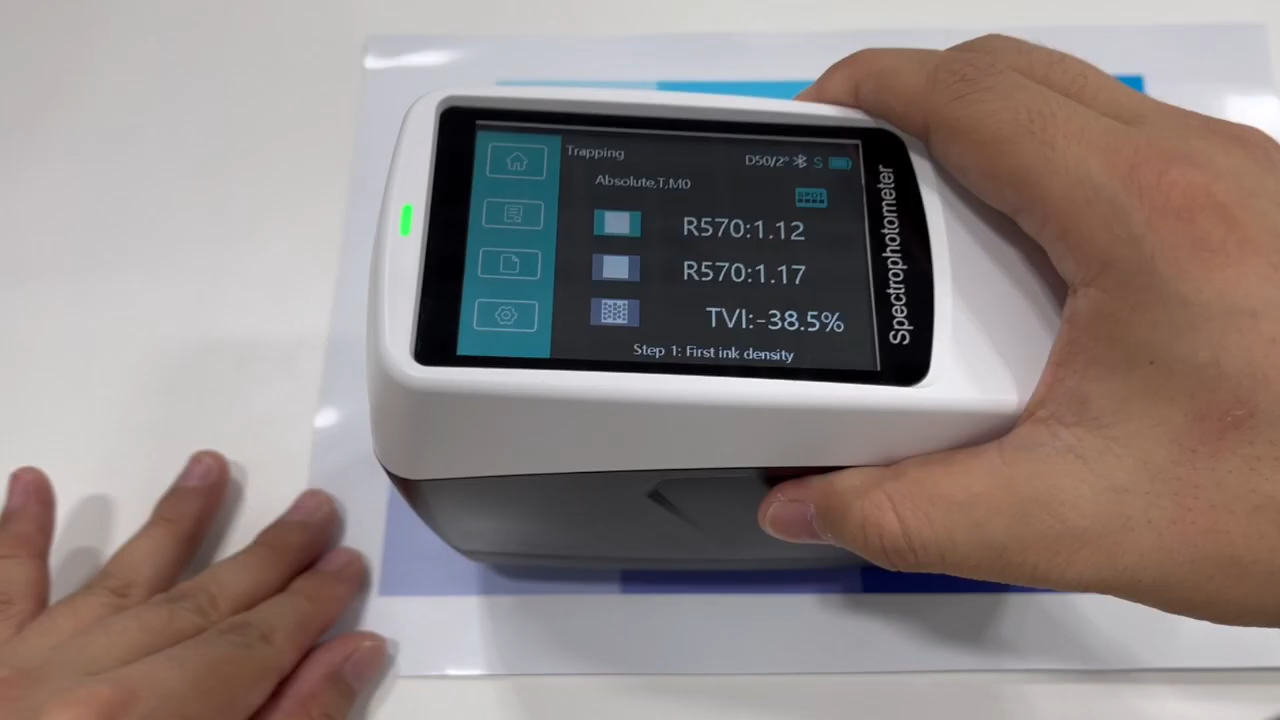 Trapping
D50/2° S
Absolute,T,M0
SPOT
R570:1.12
R570:1.17
TVI:-38.5%
Step 1: First ink density
Spectrophotometer